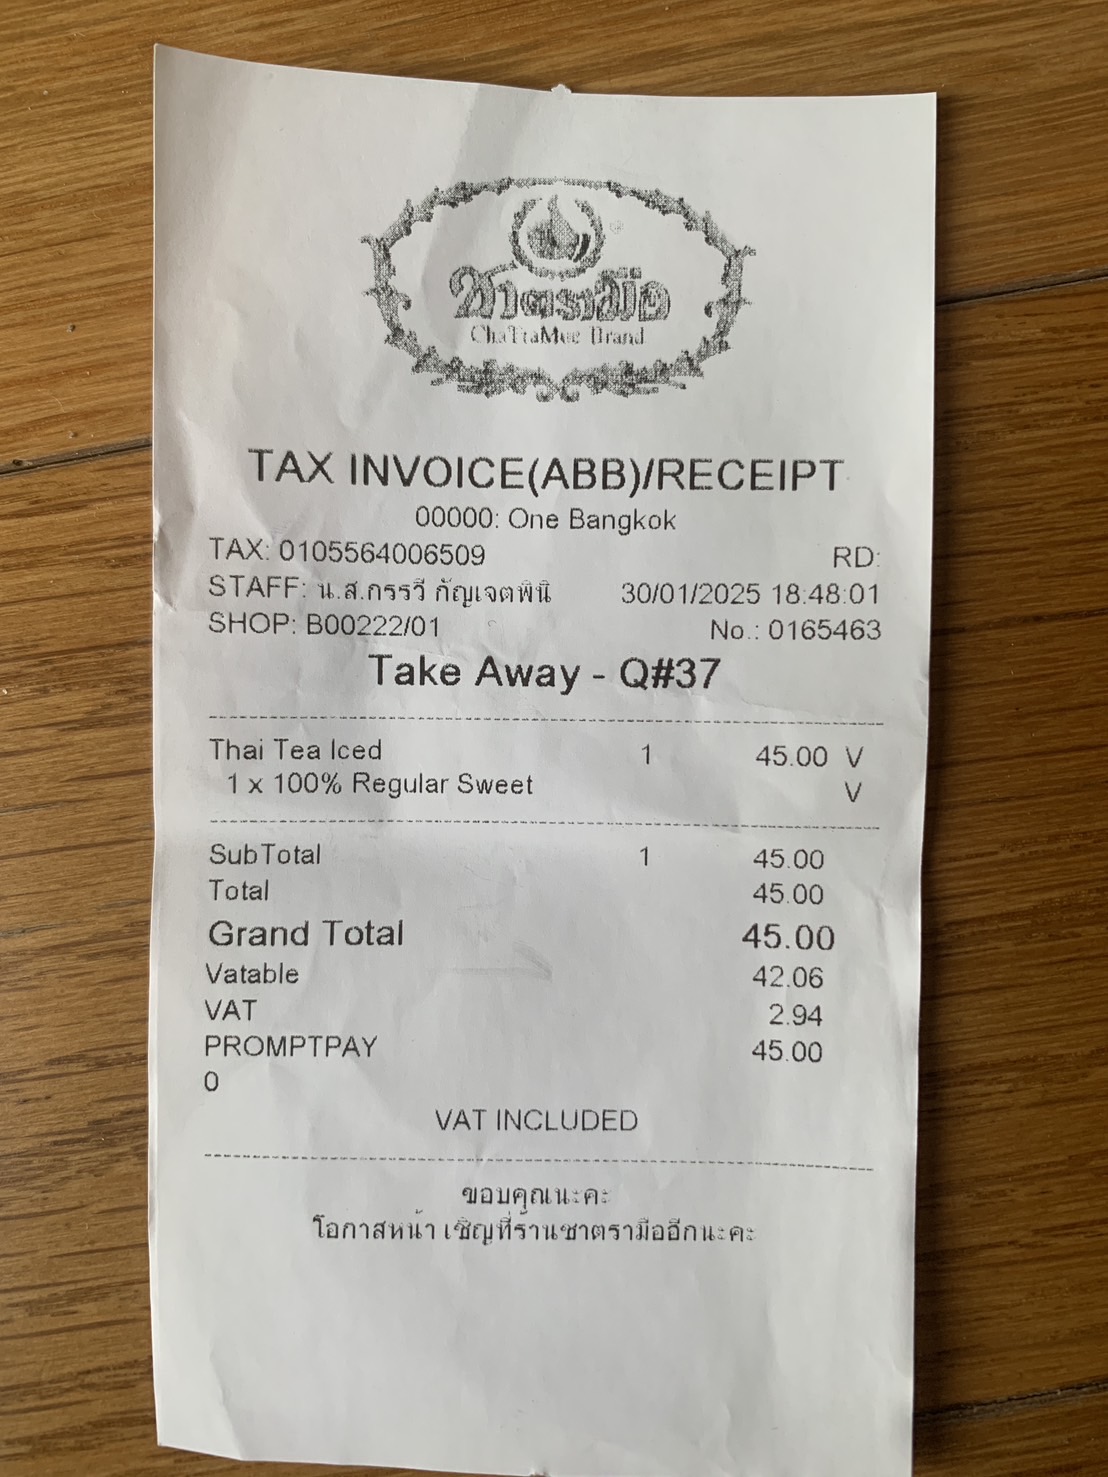 ชาตรามือ
ChaTraMue Brand
TAX INVOICE(ABB)/RECEIPT
00000: One Bangkok
TAX: 0105564006509 RD:
STAFF: น.ส.กรรวี กัญเจตพินิ 30/01/2025 18:48:01
SHOP: B00222/01 No.: 0165463
Take Away - Q#37
Thai Tea Iced 1 45.00 V
1 x 100% Regular Sweet V
SubTotal 1 45.00
Total 45.00
Grand Total 45.00
Vatable 42.06
VAT 2.94
PROMPTPAY 45.00
0
VAT INCLUDED
ขอบคุณนะคะ
โอกาสหน้า เชิญที่ร้านชาตรามืออีกนะคะ